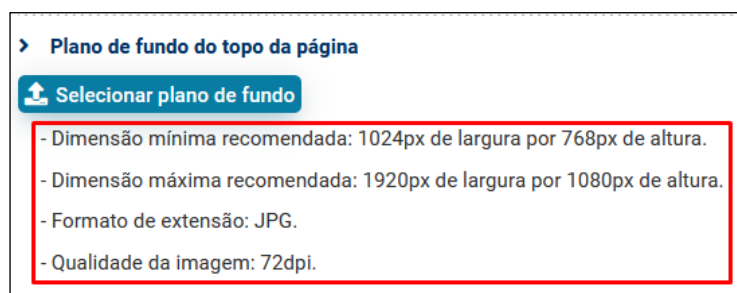 Plano de fundo do topo da página
Selecionar plano de fundo
- Dimensão mínima recomendada: 1024px de largura por 768px de altura.
- Dimensão máxima recomendada: 1920px de largura por 1080px de altura.
- Formato de extensão: JPG.
- Qualidade da imagem: 72dpi.